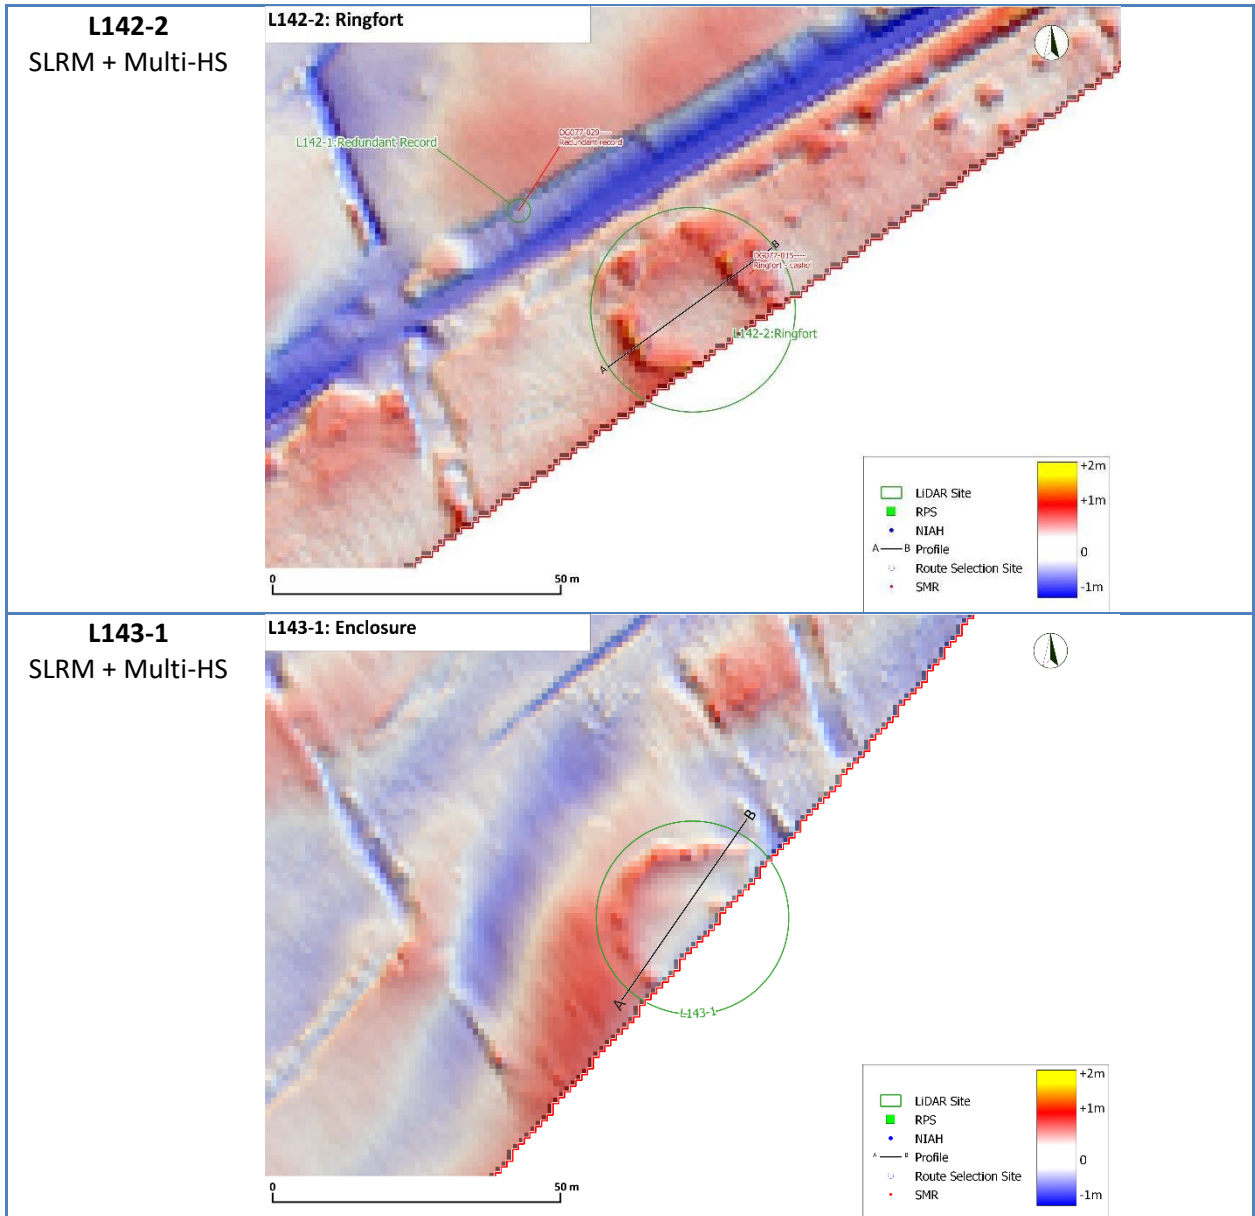 L142-2
SLRM + Multi-HS
L142-2: Ringfort
L142-1:Redundant Record
DG077-020----
Redundant record
B
DG077-015----
Ringfort - cashel
L142-2:Ringfort
A
LiDAR Site
RPS
NIAH
A B Profile
Route Selection Site
SMR
+2m
+1m
0
-1m
0 50 m
L143-1
SLRM + Multi-HS
L143-1: Enclosure
B
A
L143-1
LiDAR Site
RPS
NIAH
A B Profile
Route Selection Site
SMR
+2m
+1m
0
-1m
0 50 m